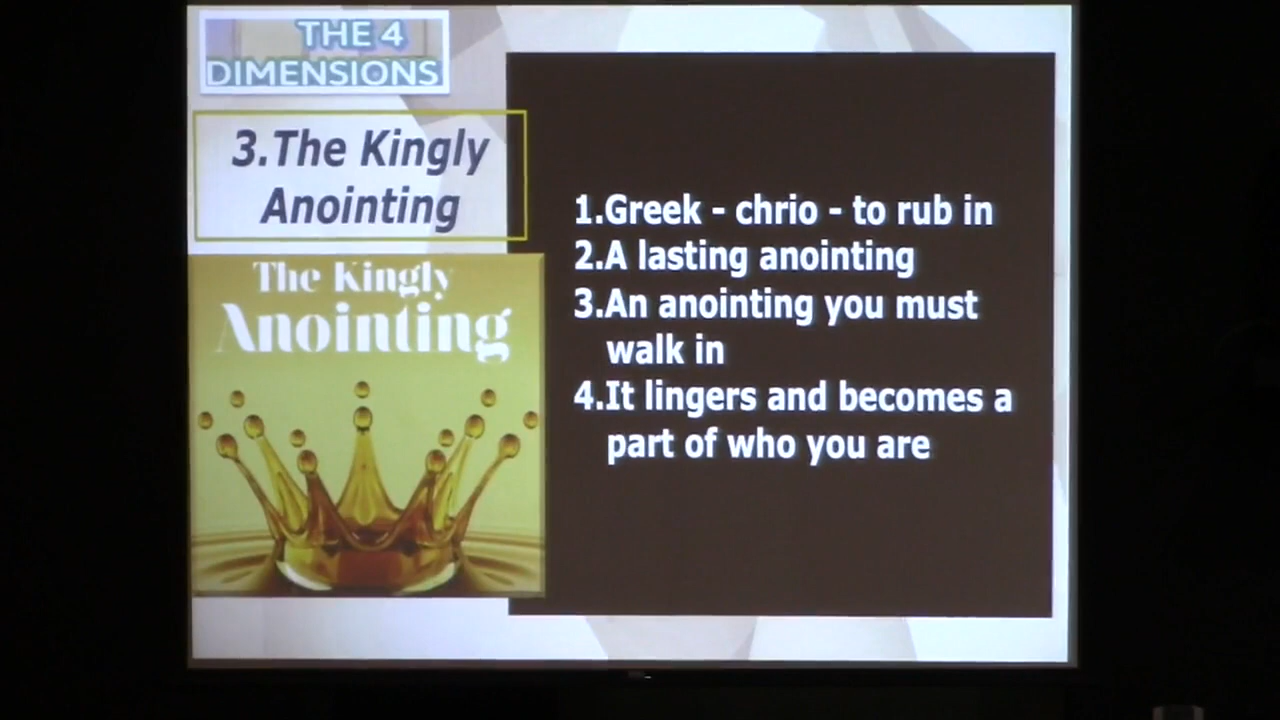 THE 4
DIMENSIONS
3.The Kingly
Anointing
The Kingly
Anointing
1.Greek - chrio - to rub in
2.A lasting anointing
3.An anointing you must
walk in
4.It lingers and becomes a
part of who you are